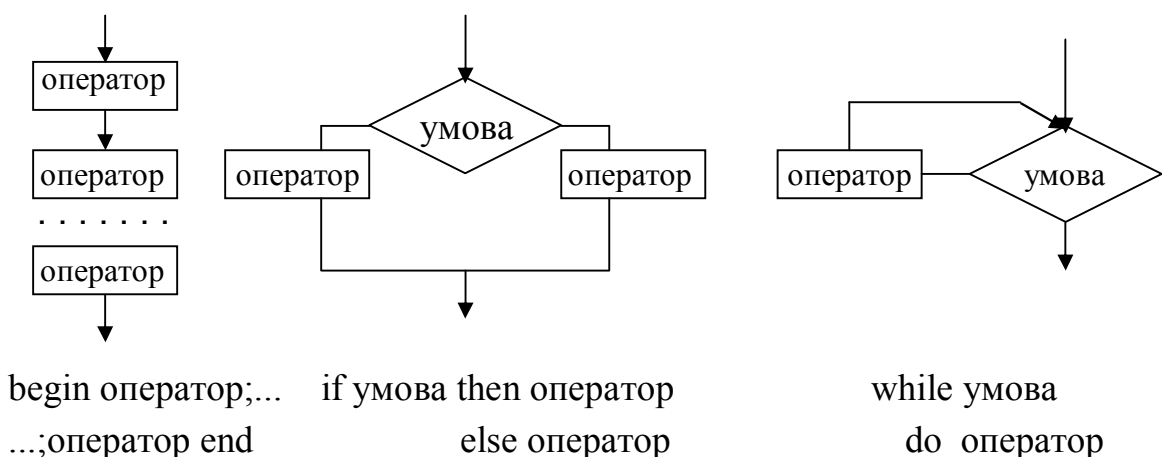 оператор
оператор
. . . . . . .
оператор
умова
оператор
оператор
оператор
умова
begin оператор;...
...;оператор end
if умова then оператор
else оператор
while умова
do оператор